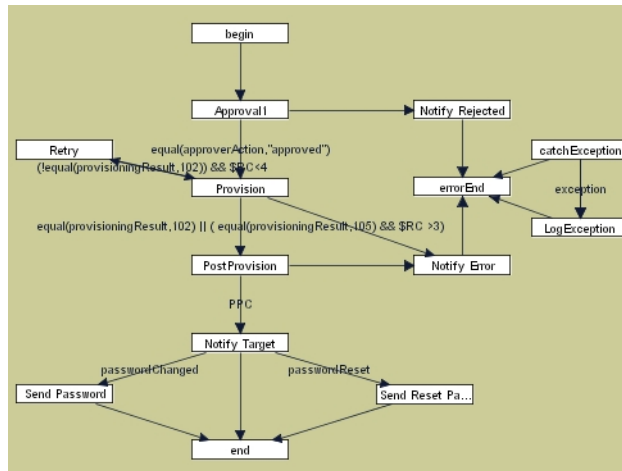 begin
Approval1
Notify Rejected
Retry
equal(approverAction,"approved")
catchException
(!equal(provisioningResult,102)) && $RC<4
Provision
errorEnd
exception
equal(provisioningResult,102) || ( equal(provisioningResult,105) && $RC >3)
LogException
PostProvision
Notify Error
PPC
Notify Target
passwordChanged
passwordReset
Send Password
Send Reset Pa...
end